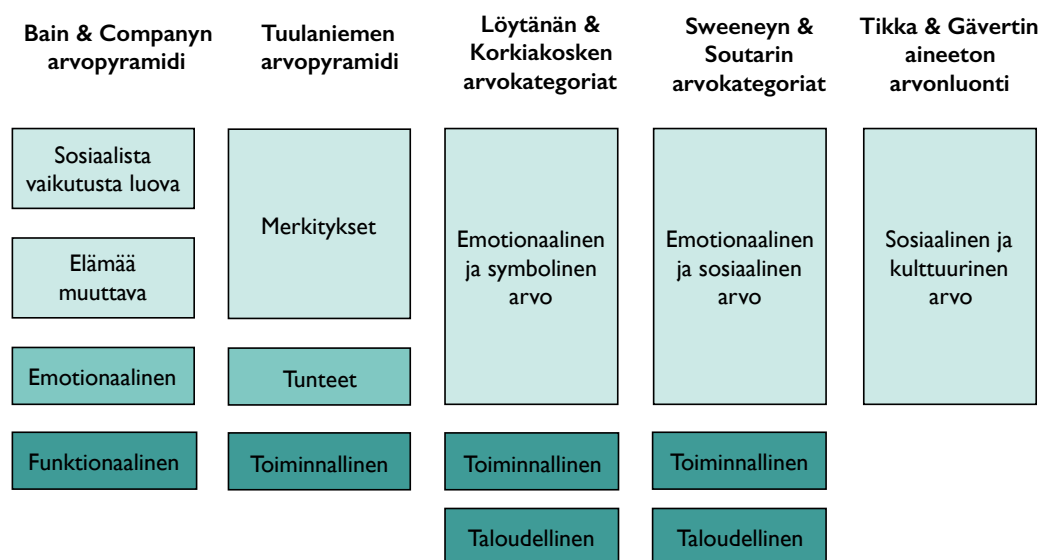 Bain & Companyn
arvopyramidi
Tuulaniemen
arvopyramidi
Löytänän &
Korkiakosken
arvokategoriat
Sweeneyn &
Soutarin
arvokategoriat
Tikka & Gävertin
aineeton
arvonluonti
Sosiaalista
vaikutusta luova
Elämää
muuttava
Emotionaalinen
Funktionaalinen
Merkitykset
Tunteet
Toiminnallinen
Emotionaalinen
ja symbolinen
arvo
Toiminnallinen
Taloudellinen
Emotionaalinen
ja sosiaalinen
arvo
Toiminnallinen
Taloudellinen
Sosiaalinen ja
kulttuurinen
arvo